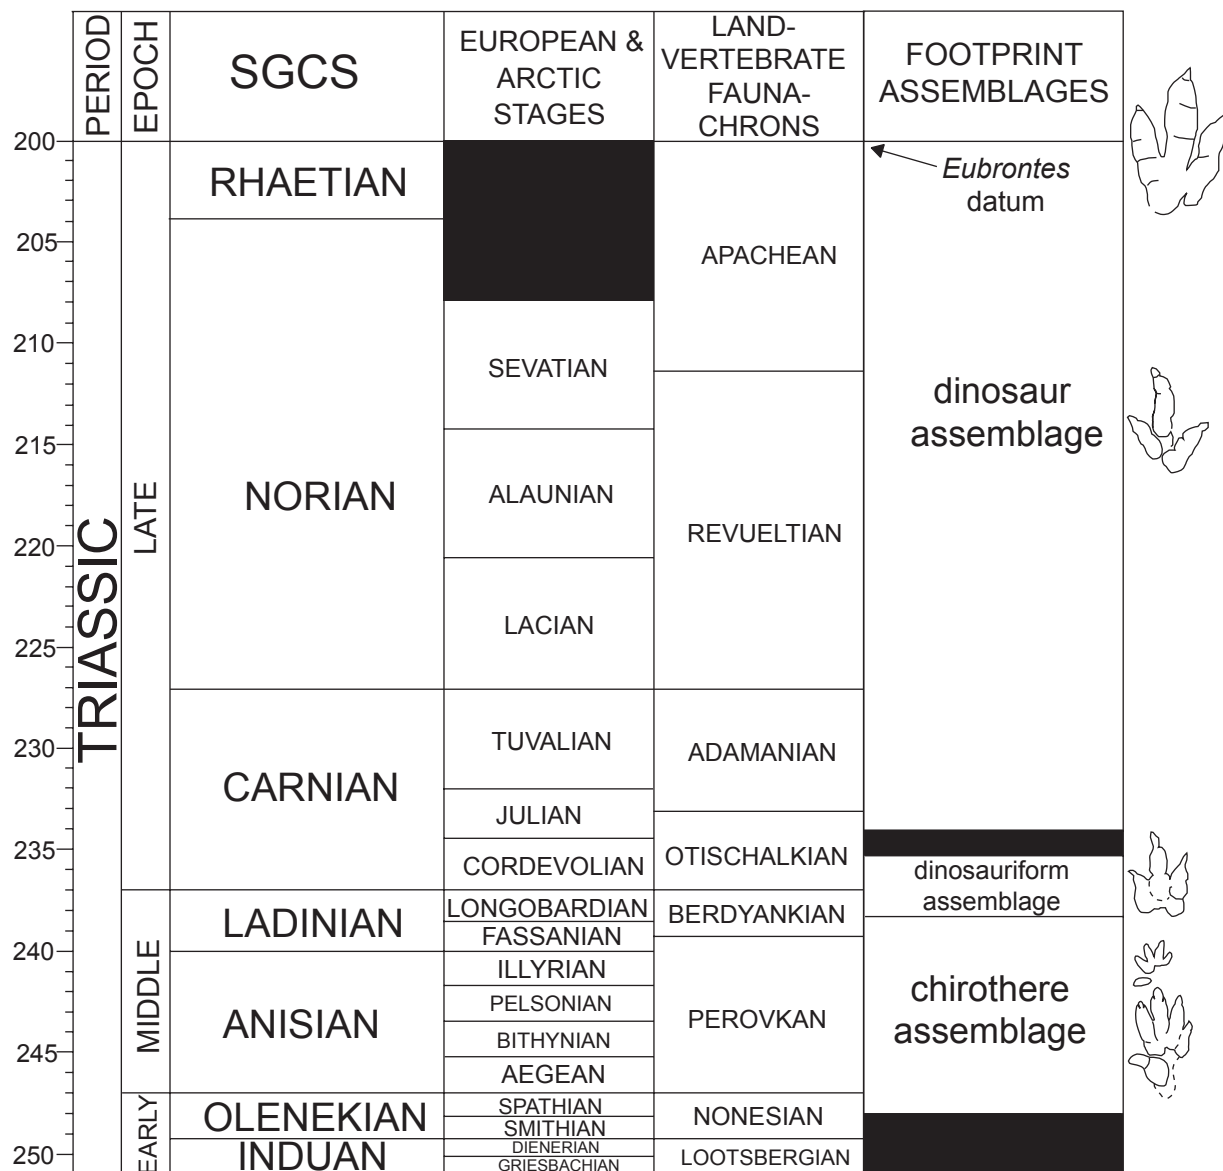 PERIOD
EPOCH
SGCS
EUROPEAN &
ARCTIC
STAGES
LAND-
VERTEBRATE
FAUNA-
CHRONS
FOOTPRINT
ASSEMBLAGES
200
205
210
215
220
225
230
235
240
245
250
TRIASSIC
LATE
MIDDLE
EARLY
RHAETIAN
NORIAN
CARNIAN
LADINIAN
ANISIAN
OLENEKIAN
INDUAN
SEVATIAN
ALAUNIAN
LACIAN
TUVALIAN
JULIAN
CORDEVOLIAN
LONGOBARDIAN
FASSANIAN
ILLYRIAN
PELSONIAN
BITHYNIAN
AEGEAN
SPATHIAN
SMITHIAN
DIENERIAN
GRIESBACHIAN
APACHEAN
REVUELTIAN
ADAMANIAN
OTISCHALKIAN
BERDYANKIAN
PEROVKAN
NONESIAN
LOOTSBERGIAN
Eubrontes
datum
dinosaur
assemblage
dinosauriform
assemblage
chirothere
assemblage